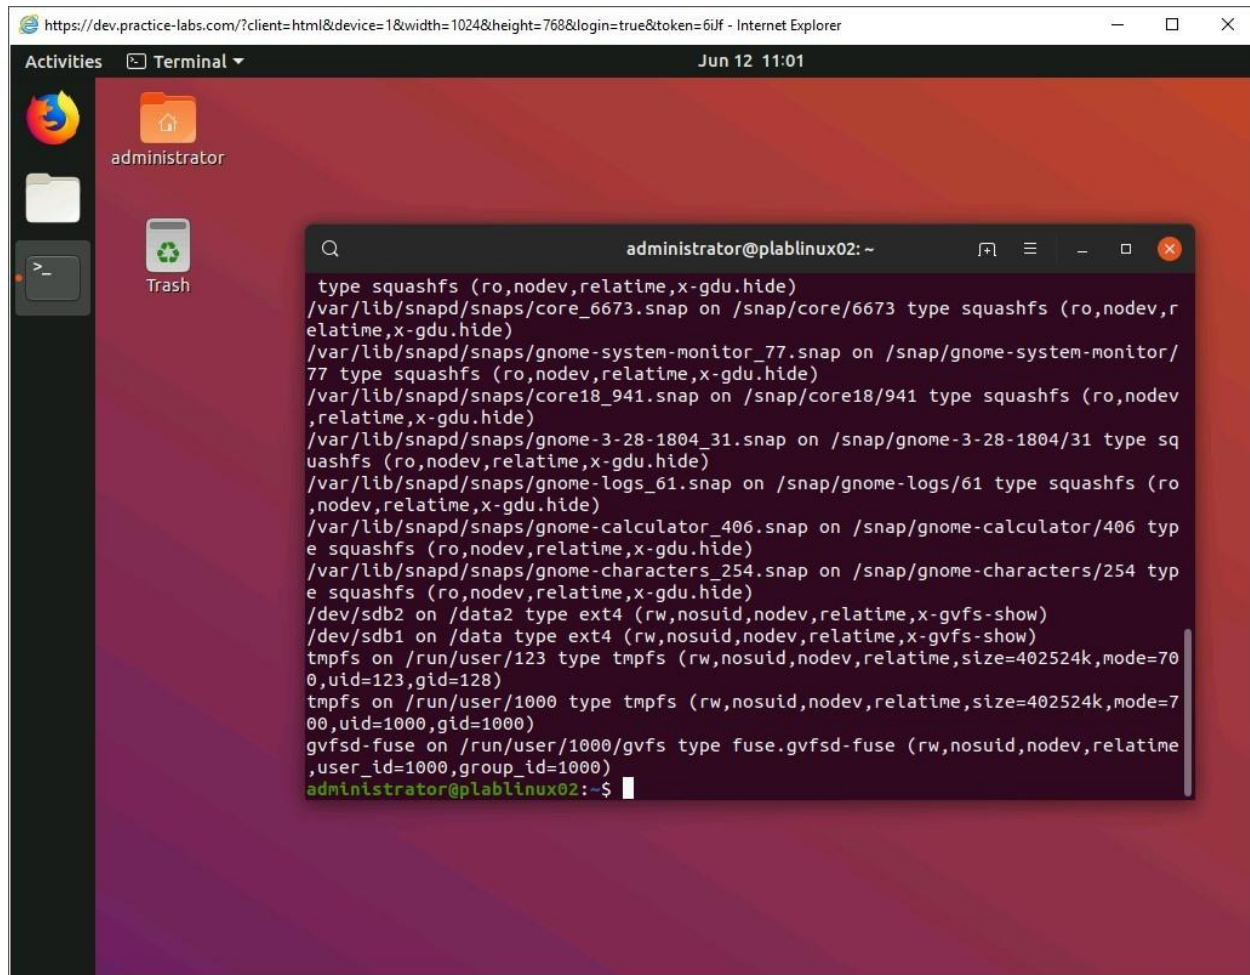 https://dev.practice-labs.com/?client=html&device=1&width=1024&height=768&login=true&token=6iJf - Internet Explorer
Activities Terminal Jun 12 11:01
administrator
Trash
administrator@plablinux02: ~
>_
type squashfs (ro,nodev,relatime,x-gdu.hide)
/var/lib/snapd/snaps/core_6673.snap on /snap/core/6673 type squashfs (ro,nodev,r
elatime,x-gdu.hide)
/var/lib/snapd/snaps/gnome-system-monitor_77.snap on /snap/gnome-system-monitor/
77 type squashfs (ro,nodev,relatime,x-gdu.hide)
/var/lib/snapd/snaps/core18_941.snap on /snap/core18/941 type squashfs (ro,nodev
,relatime,x-gdu.hide)
/var/lib/snapd/snaps/gnome-3-28-1804_31.snap on /snap/gnome-3-28-1804/31 type sq
uashfs (ro,nodev,relatime,x-gdu.hide)
/var/lib/snapd/snaps/gnome-logs_61.snap on /snap/gnome-logs/61 type squashfs (ro
,nodev,relatime,x-gdu.hide)
/var/lib/snapd/snaps/gnome-calculator_406.snap on /snap/gnome-calculator/406 typ
e squashfs (ro,nodev,relatime,x-gdu.hide)
/var/lib/snapd/snaps/gnome-characters_254.snap on /snap/gnome-characters/254 typ
e squashfs (ro,nodev,relatime,x-gdu.hide)
/dev/sdb2 on /data2 type ext4 (rw,nosuid,nodev,relatime,x-gvfs-show)
/dev/sdb1 on /data type ext4 (rw,nosuid,nodev,relatime,x-gvfs-show)
tmpfs on /run/user/123 type tmpfs (rw,nosuid,nodev,relatime,size=402524k,mode=70
0,uid=123,gid=128)
tmpfs on /run/user/1000 type tmpfs (rw,nosuid,nodev,relatime,size=402524k,mode=7
00,uid=1000,gid=1000)
gvfsd-fuse on /run/user/1000/gvfs type fuse.gvfsd-fuse (rw,nosuid,nodev,relatime
,user_id=1000,group_id=1000)
administrator@plablinux02:~$